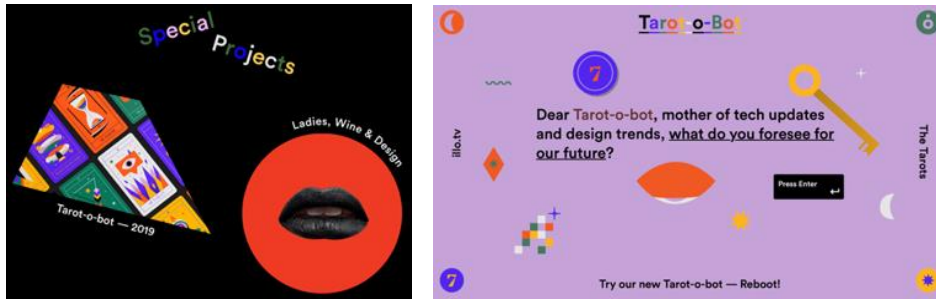 Special
Projects
Ladies, Wine & Design
Tarot-o-bot — 2019
Tarot-o-Bot
7
Dear Tarot-o-bot, mother of tech updates
and design trends, what do you foresee for
our future?
illo.tv
The Tarots
Press Enter
7
Try our new Tarot-o-bot — Reboot!